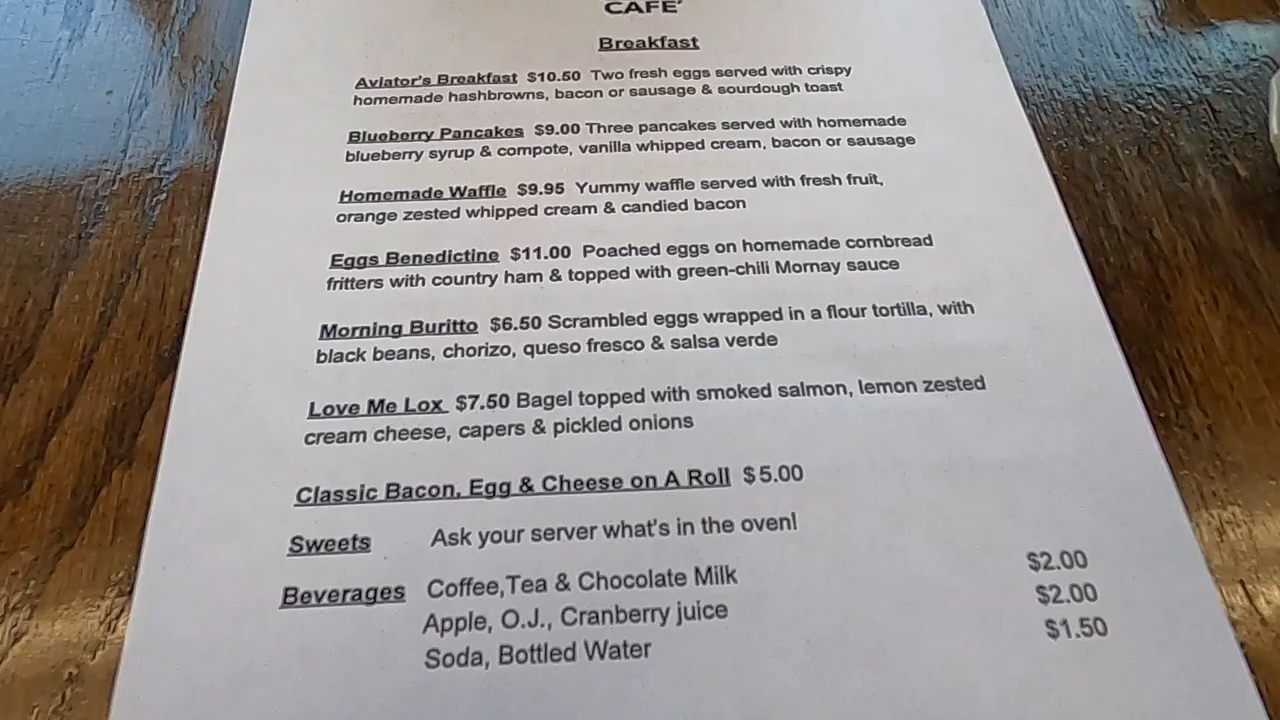 CAFE'
Breakfast
Aviator's Breakfast $10.50 Two fresh eggs served with crispy
homemade hashbrowns, bacon or sausage & sourdough toast
Blueberry Pancakes $9.00 Three pancakes served with homemade
blueberry syrup & compote, vanilla whipped cream, bacon or sausage
Homemade Waffle $9.95 Yummy waffle served with fresh fruit,
orange zested whipped cream & candied bacon
Eggs Benedictine $11.00 Poached eggs on homemade cornbread
fritters with country ham & topped with green-chili Mornay sauce
Morning Buritto $6.50 Scrambled eggs wrapped in a flour tortilla, with
black beans, chorizo, queso fresco & salsa verde
Love Me Lox $7.50 Bagel topped with smoked salmon, lemon zested
cream cheese, capers & pickled onions
Classic Bacon, Egg & Cheese on A Roll $5.00
Sweets Ask your server what's in the oven!
Beverages Coffee,Tea & Chocolate Milk $2.00
Apple, O.J., Cranberry juice $2.00
Soda, Bottled Water $1.50